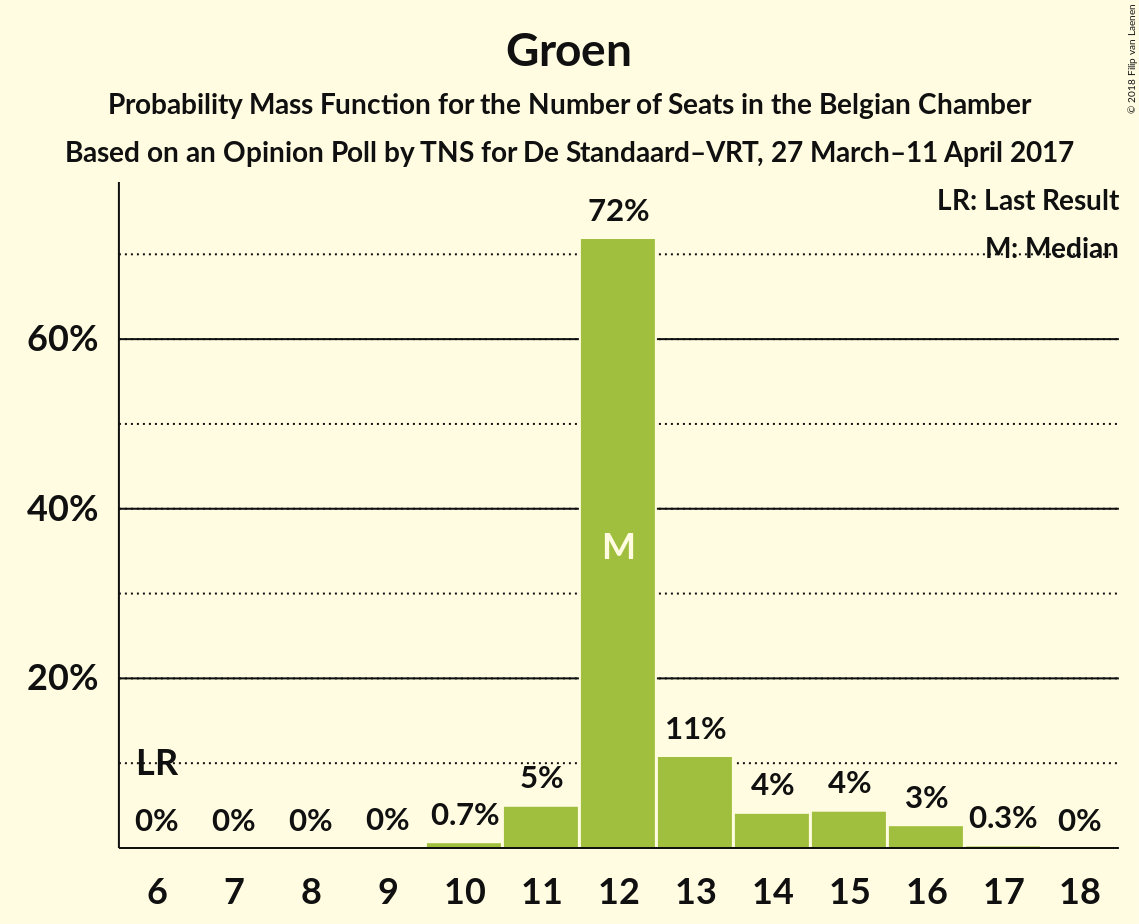 Groen
Probability Mass Function for the Number of Seats in the Belgian Chamber
Based on an Opinion Poll by TNS for De Standaard–VRT, 27 March–11 April 2017
© 2018 Filip van Laenen
LR: Last Result
M: Median
60%
40%
20%
LR
M
0% 0% 0% 0% 0.7% 5% 72% 11% 4% 4% 3% 0.3% 0%
6 7 8 9 10 11 12 13 14 15 16 17 18